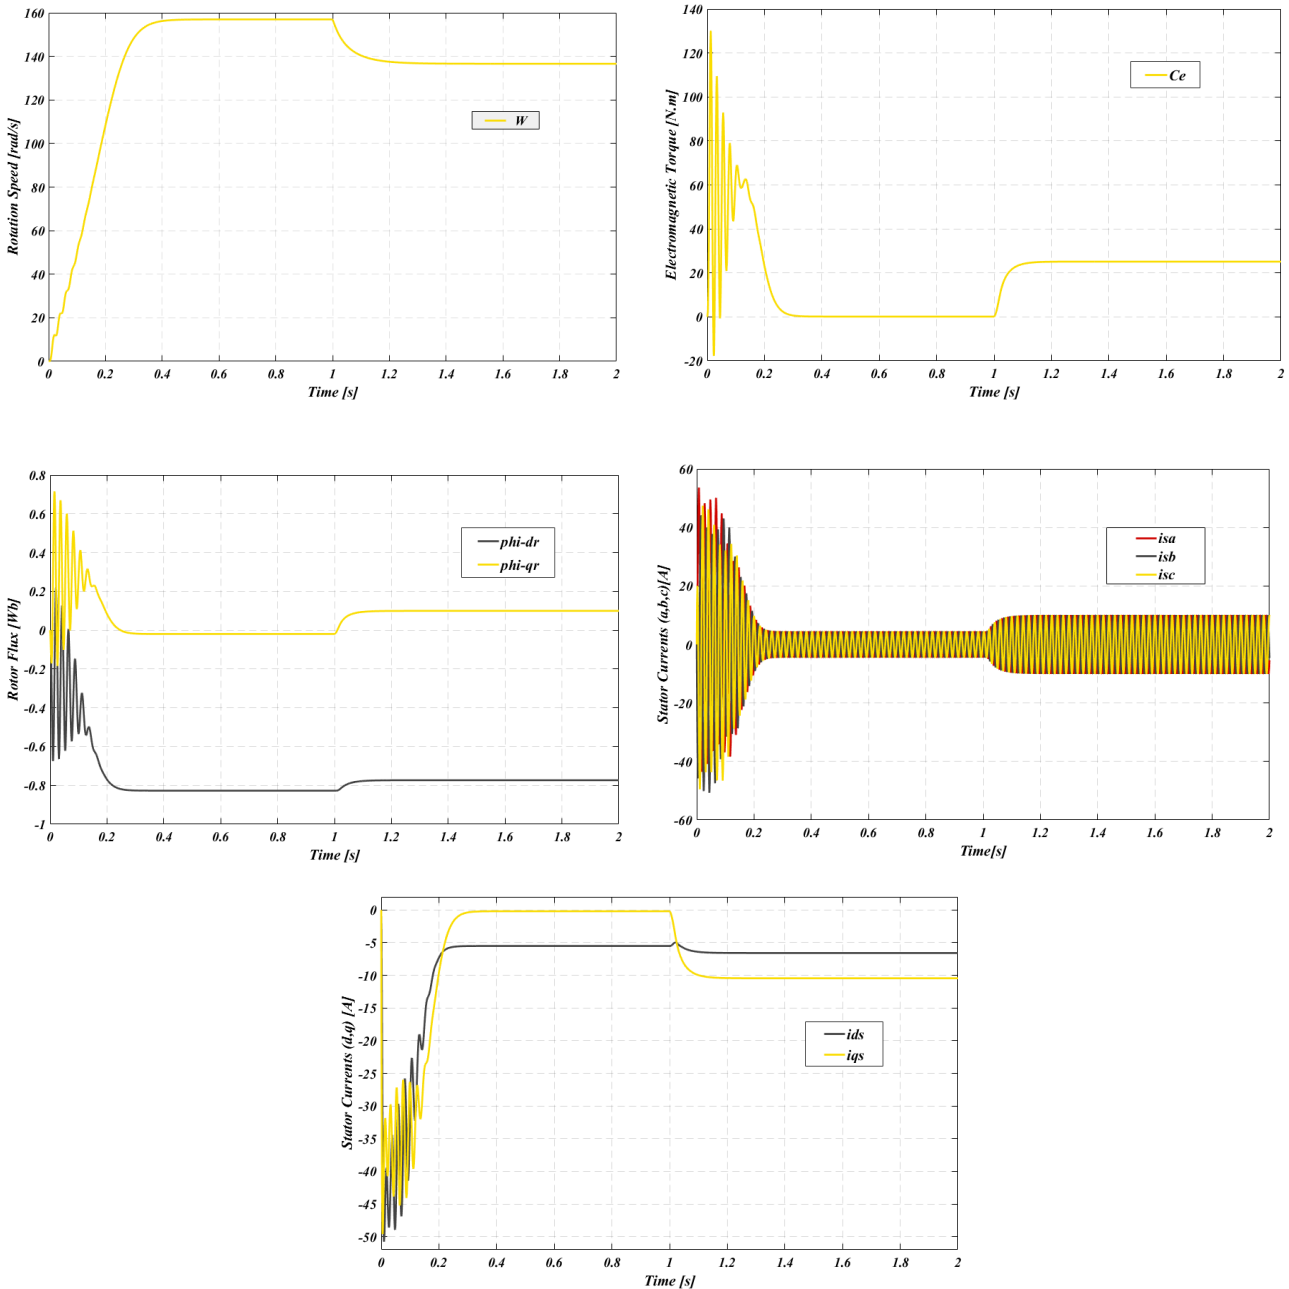 160
140
120
100
80
60
40
20
0
Rotation Speed [rad/s]
W
0 0.2 0.4 0.6 0.8 1 1.2 1.4 1.6 1.8 2
Time [s]
140
120
100
80
60
40
20
0
-20
Electromagnetic Torque [N.m]
Ce
0 0.2 0.4 0.6 0.8 1 1.2 1.4 1.6 1.8 2
Time [s]
0.8
0.6
0.4
0.2
0
-0.2
-0.4
-0.6
-0.8
-1
Rotor Flux [Wb]
phi-dr
phi-qr
0 0.2 0.4 0.6 0.8 1 1.2 1.4 1.6 1.8 2
Time [s]
60
40
20
0
-20
-40
-60
Stator Currents (a,b,c)[A]
isa
isb
isc
0 0.2 0.4 0.6 0.8 1 1.2 1.4 1.6 1.8 2
Time[s]
0
-5
-10
-15
-20
-25
-30
-35
-40
-45
-50
Stator Currents (d,q) [A]
ids
iqs
0 0.2 0.4 0.6 0.8 1 1.2 1.4 1.6 1.8 2
Time [s]